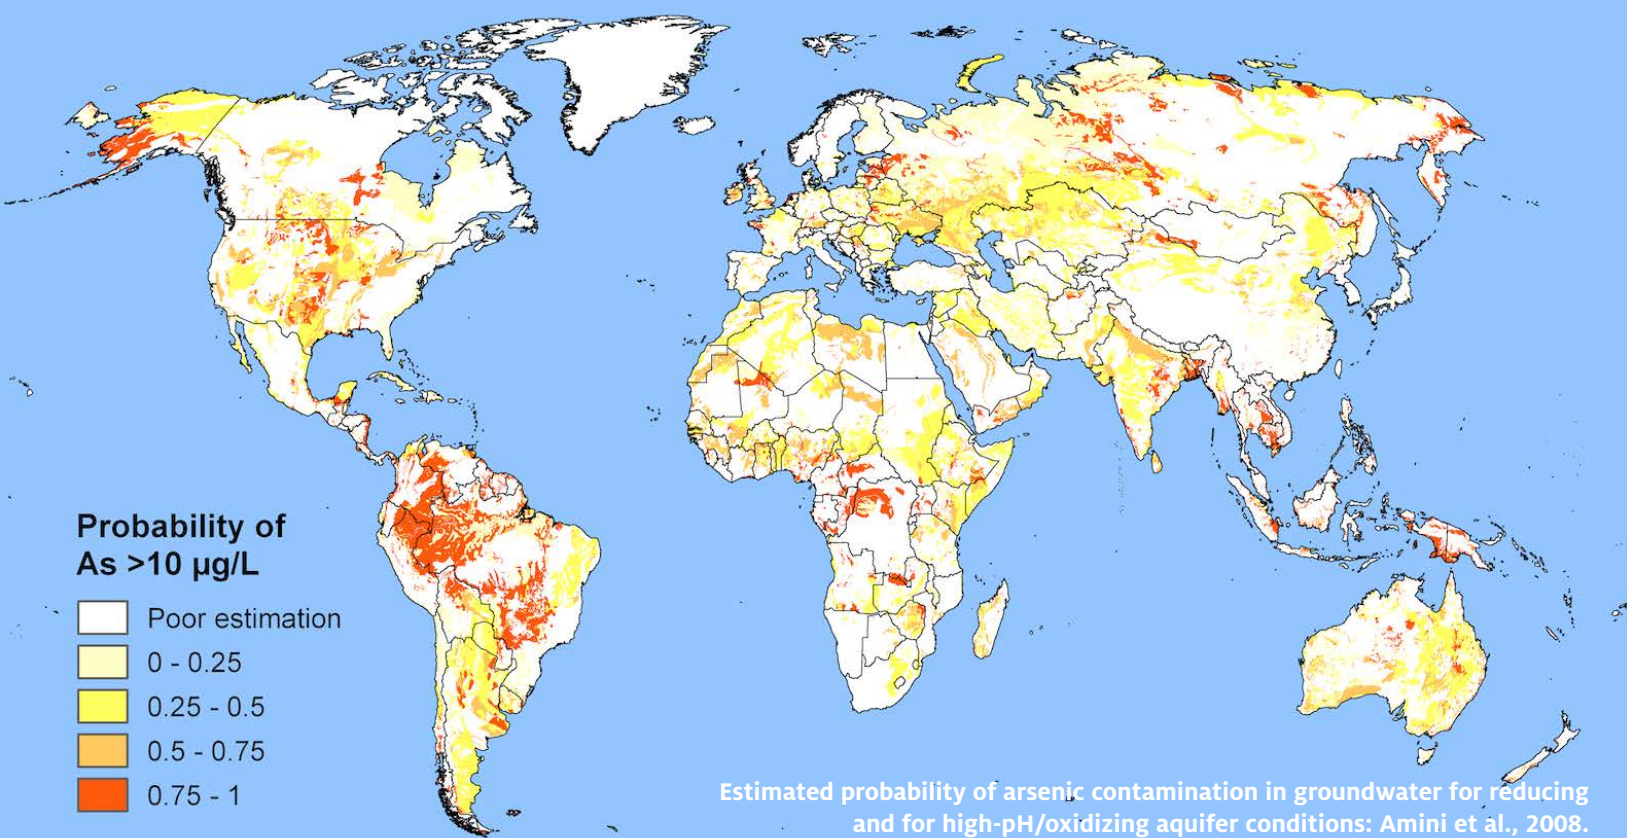 Probability of
As >10 µg/L
Poor estimation
0 - 0.25
0.25 - 0.5
0.5 - 0.75
0.75 - 1
Estimated probability of arsenic contamination in groundwater for reducing
and for high-pH/oxidizing aquifer conditions: Amini et al., 2008.